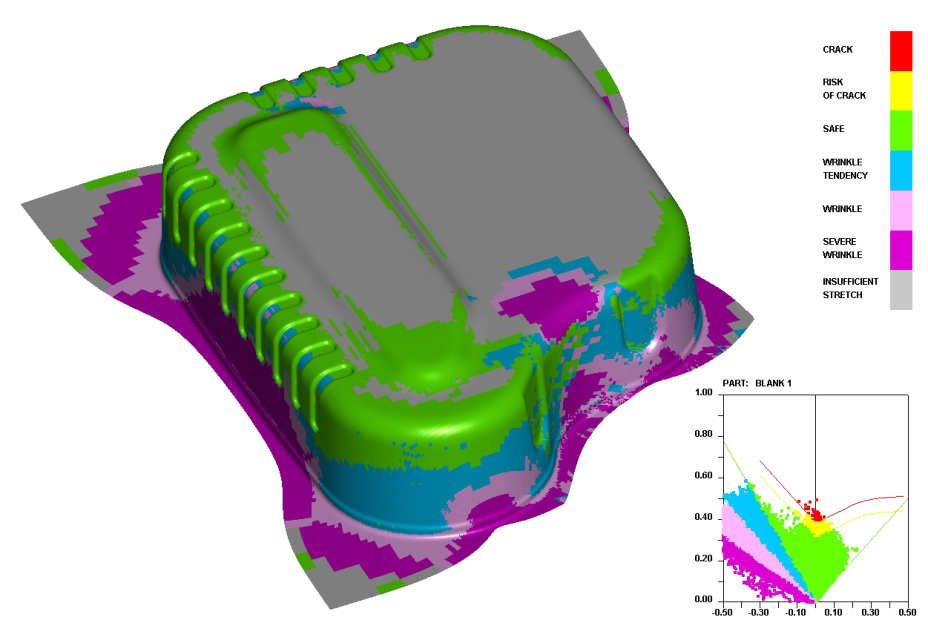 CRACK
RISK
OF CRACK
SAFE
WRINKLE
TENDENCY
WRINKLE
SEVERE
WRINKLE
INSUFFICIENT
STRETCH
PART: BLANK 1
1.00
0.80
0.60
0.40
0.20
0.00
-0.50 -0.30 -0.10 0.10 0.30 0.50